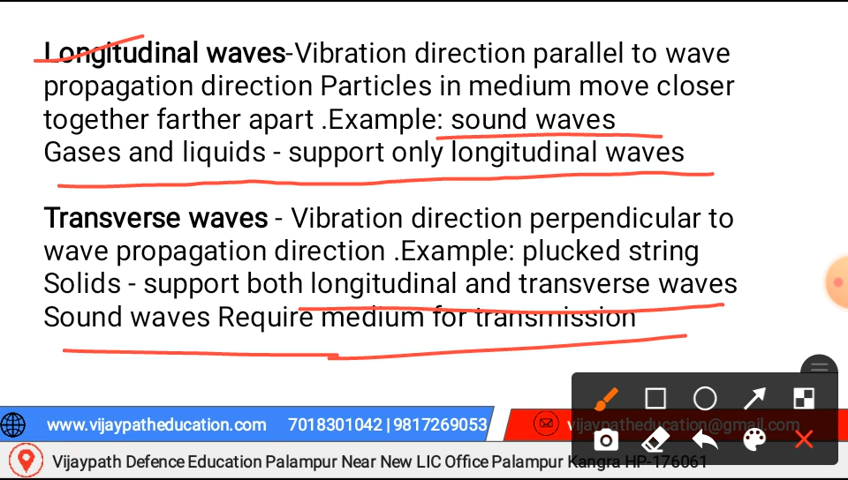 Longitudinal waves-Vibration direction parallel to wave
propagation direction Particles in medium move closer
together farther apart .Example: sound waves
Gases and liquids - support only longitudinal waves
Transverse waves - Vibration direction perpendicular to
wave propagation direction .Example: plucked string
Solids - support both longitudinal and transverse waves
Sound waves Require medium for transmission
www.vijaypatheducation.com 7018301042 | 9817269053 vijaypatheducation@gmail.com
Vijaypath Defence Education Palampur Near New LIC Office Palampur Kangra HP-176061